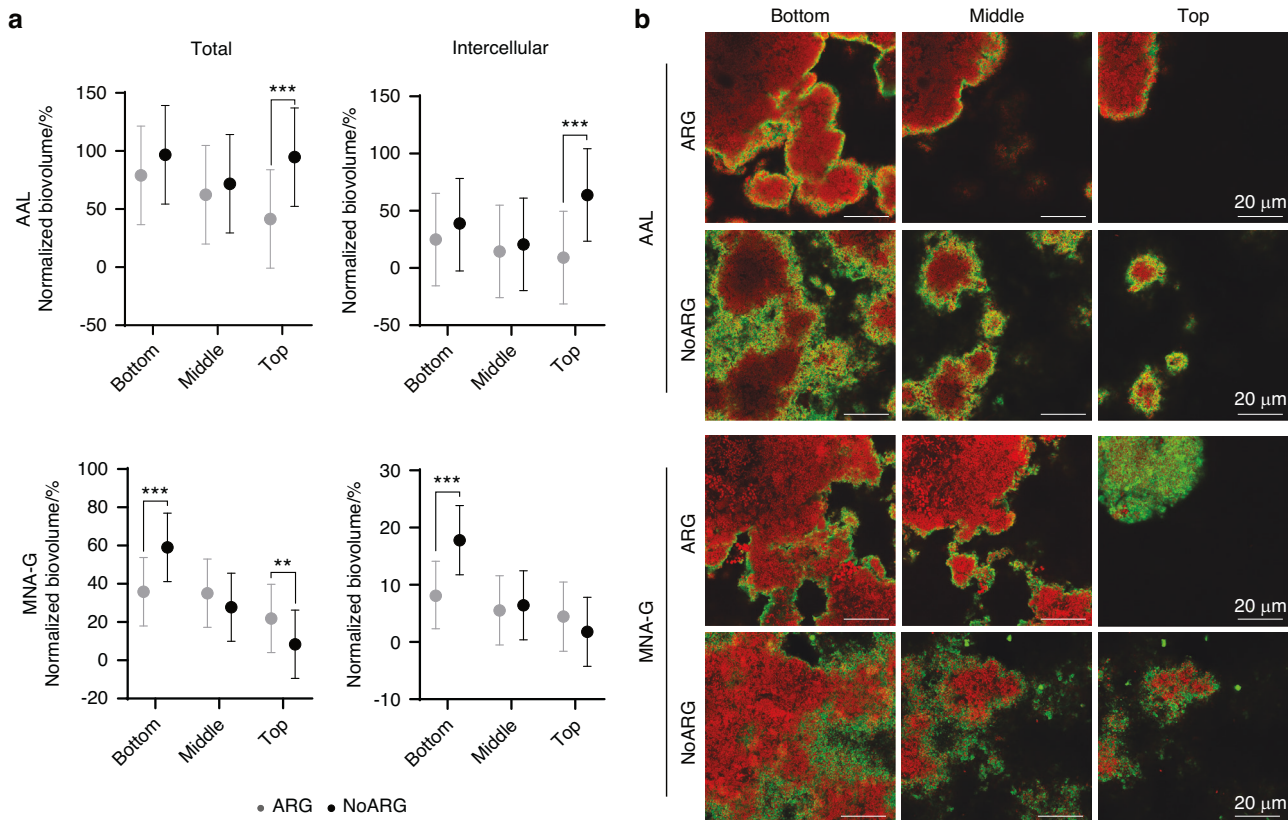 a
Total
Intercellular
AAL
Normalized biovolume/%
150
100
50
0
-50
***
Bottom
Middle
Top
Normalized biovolume/%
150
100
50
0
-50
***
Bottom
Middle
Top
MNA-G
Normalized biovolume/%
100
80
60
40
20
0
-20
***
**
Bottom
Middle
Top
Normalized biovolume/%
30
20
10
0
-10
***
Bottom
Middle
Top
ARG
NoARG
b
Bottom
Middle
Top
AAL
ARG
20 µm
NoARG
20 µm
MNA-G
ARG
20 µm
NoARG
20 µm